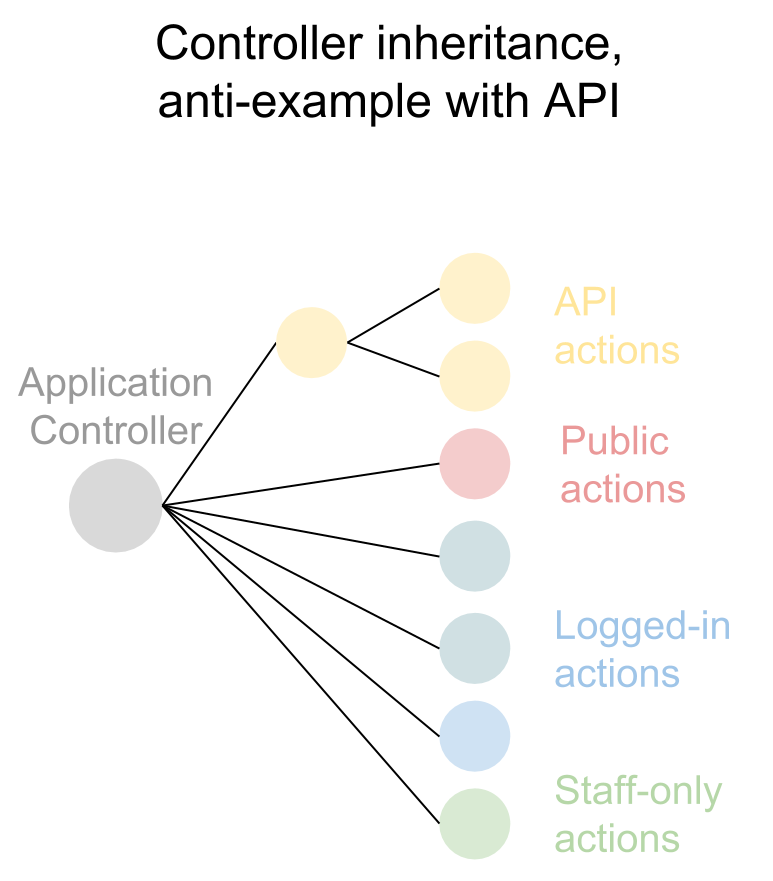 Controller inheritance,
anti-example with API
API
actions
Application
Controller
Public
actions
Logged-in
actions
Staff-only
actions